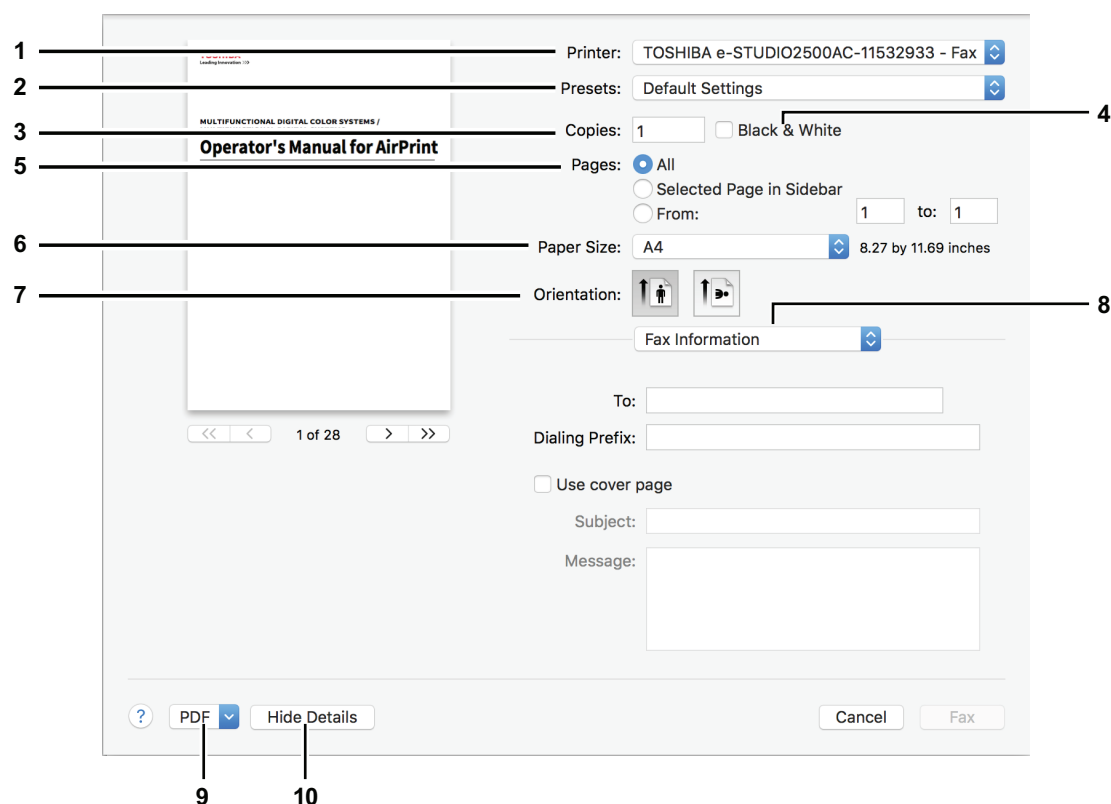 1
Printer: TOSHIBA e-STUDIO2500AC-11532933 - Fax
Leading Innovation >>>
2
Presets: Default Settings
4
MULTIFUNCTIONAL DIGITAL COLOR SYSTEMS /
3
Copies: 1 Black & White
Operator's Manual for AirPrint
5
Pages: All
Selected Page in Sidebar
From: 1 to: 1
6
Paper Size: A4 8.27 by 11.69 inches
7
Orientation:
8
Fax Information
To:
<< < 1 of 28 > >>
Dialing Prefix:
Use cover page
Subject:
Message:
? PDF Hide Details Cancel Fax
9 10